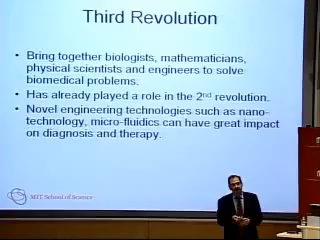 Third Revolution
• Bring together biologists, mathematicians,
physical scientists and engineers to solve
biomedical problems.
• Has already played a role in the 2nd revolution.
• Novel engineering technologies such as nano-
technology, micro-fluidics can have great impact
on diagnosis and therapy.
MIT School of Science